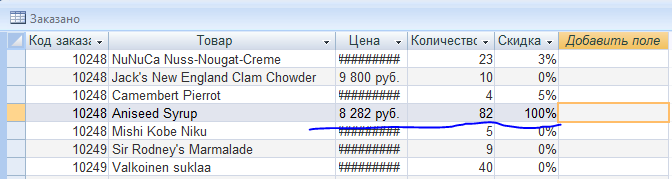 Заказано
Код заказа Товар Цена Количество Скидка Добавить поле
10248 NuNuCa Nuss-Nougat-Creme ######### 23 3%
10248 Jack's New England Clam Chowder 9 800 руб. 10 0%
10248 Camembert Pierrot ######### 4 5%
10248 Aniseed Syrup 8 282 руб. 82 100%
10248 Mishi Kobe Niku ######### 5 0%
10249 Sir Rodney's Marmalade ######### 9 0%
10249 Valkoinen suklaa ######### 40 0%